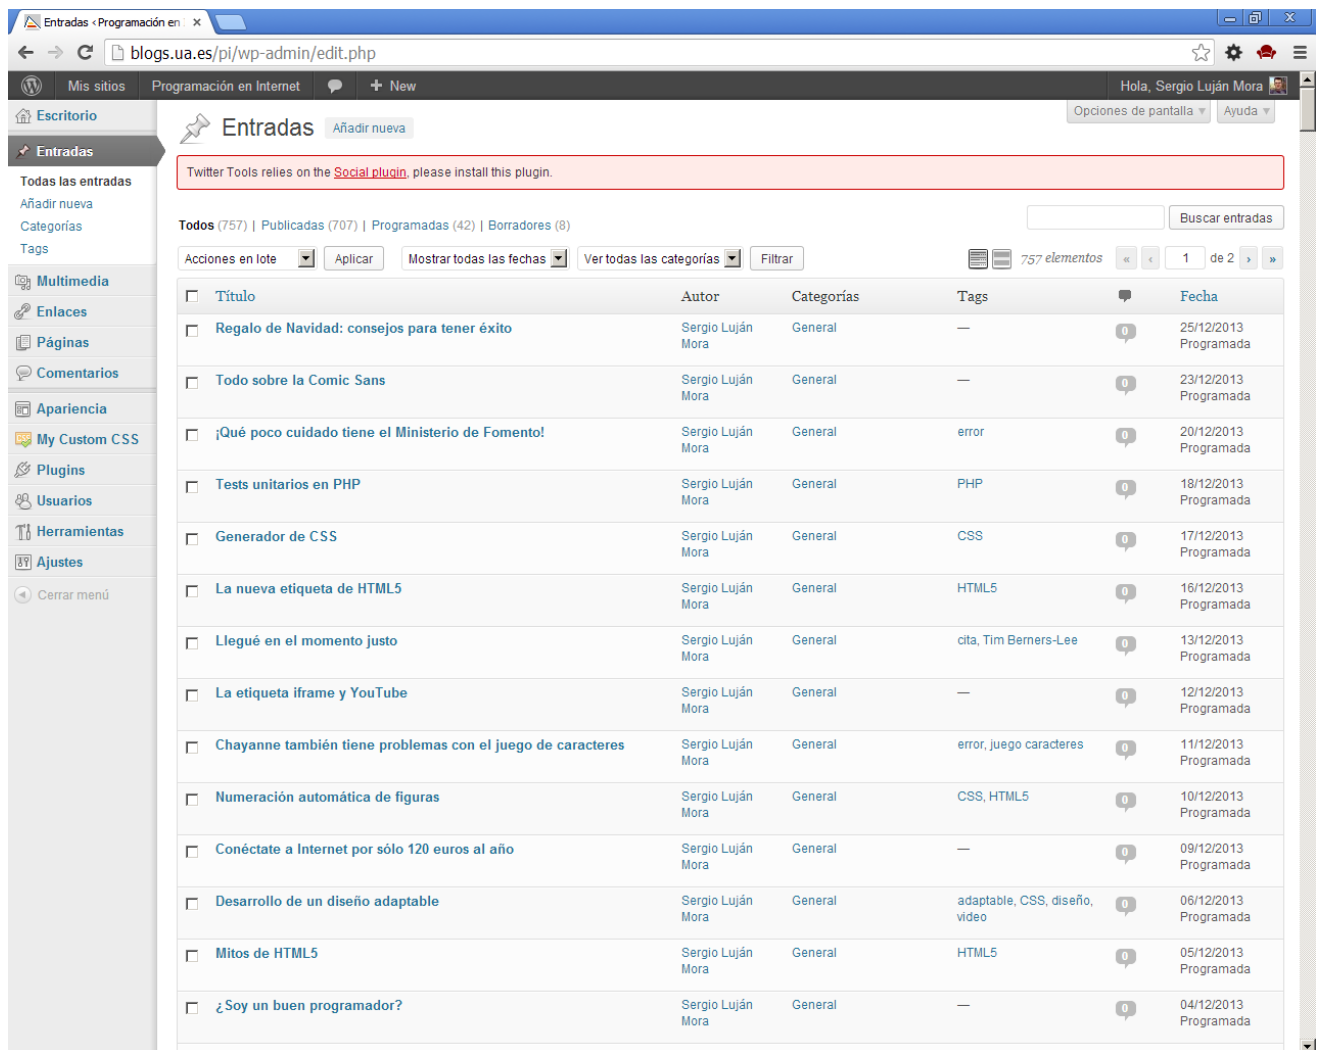 Entradas ‹ Programación en
blogs.ua.es/pi/wp-admin/edit.php
Mis sitios Programación en Internet + New Hola, Sergio Luján Mora
Opciones de pantalla Ayuda
Escritorio
Entradas
Todas las entradas
Añadir nueva
Categorías
Tags
Multimedia
Enlaces
Páginas
Comentarios
Apariencia
My Custom CSS
Plugins
Usuarios
Herramientas
Ajustes
Cerrar menú
Entradas Añadir nueva
Twitter Tools relies on the Social plugin, please install this plugin.
Todos (757) | Publicadas (707) | Programadas (42) | Borradores (8)
Buscar entradas
Acciones en lote Aplicar Mostrar todas las fechas Ver todas las categorías Filtrar 757 elementos « ‹ 1 de 2 › »
Título Autor Categorías Tags Fecha
Regalo de Navidad: consejos para tener éxito Sergio Luján General — 0 25/12/2013
Mora Programada
Todo sobre la Comic Sans Sergio Luján General — 0 23/12/2013
Mora Programada
¡Qué poco cuidado tiene el Ministerio de Fomento! Sergio Luján General error 0 20/12/2013
Mora Programada
Tests unitarios en PHP Sergio Luján General PHP 0 18/12/2013
Mora Programada
Generador de CSS Sergio Luján General CSS 0 17/12/2013
Mora Programada
La nueva etiqueta de HTML5 Sergio Luján General HTML5 0 16/12/2013
Mora Programada
Llegué en el momento justo Sergio Luján General cita, Tim Berners-Lee 0 13/12/2013
Mora Programada
La etiqueta iframe y YouTube Sergio Luján General — 0 12/12/2013
Mora Programada
Chayanne también tiene problemas con el juego de caracteres Sergio Luján General error, juego caracteres 0 11/12/2013
Mora Programada
Numeración automática de figuras Sergio Luján General CSS, HTML5 0 10/12/2013
Mora Programada
Conéctate a Internet por sólo 120 euros al año Sergio Luján General — 0 09/12/2013
Mora Programada
Desarrollo de un diseño adaptable Sergio Luján General adaptable, CSS, diseño, 0 06/12/2013
Mora video Programada
Mitos de HTML5 Sergio Luján General HTML5 0 05/12/2013
Mora Programada
¿Soy un buen programador? Sergio Luján General — 0 04/12/2013
Mora Programada